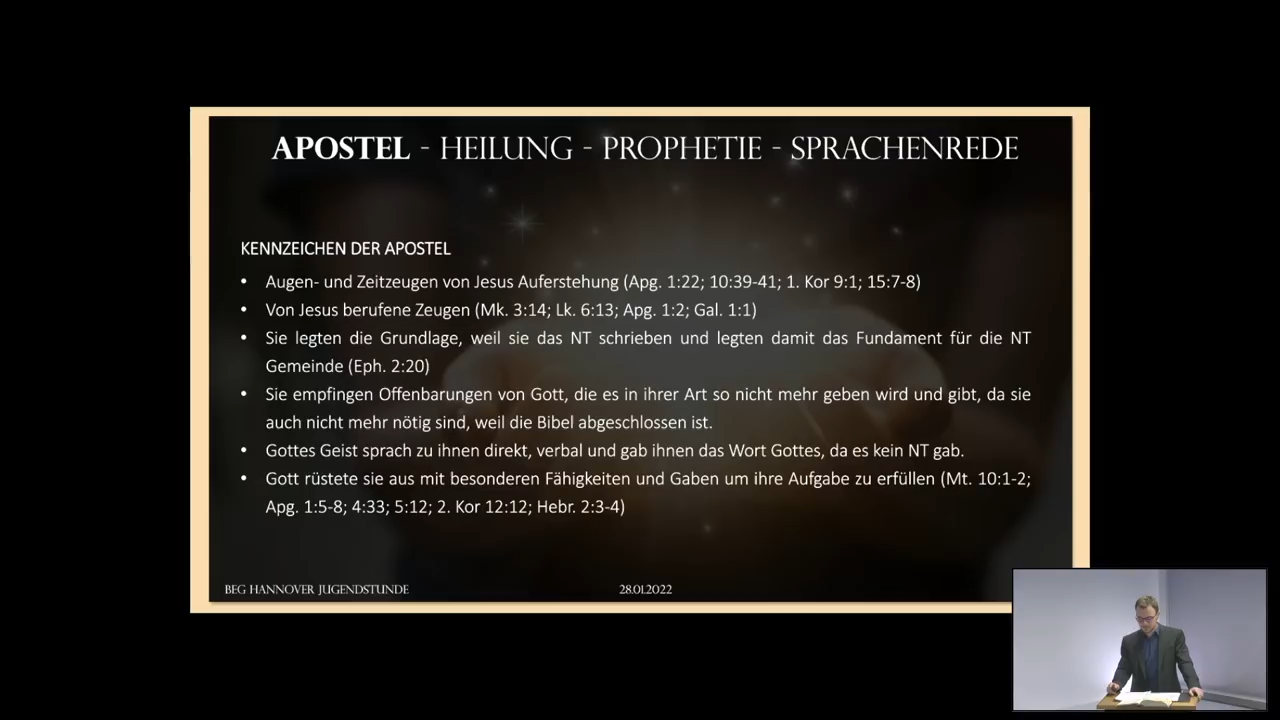 APOSTEL - HEILUNG - PROPHETIE - SPRACHENREDE
KENNZEICHEN DER APOSTEL
• Augen- und Zeitzeugen von Jesus Auferstehung (Apg. 1:22; 10:39-41; 1. Kor 9:1; 15:7-8)
• Von Jesus berufene Zeugen (Mk. 3:14; Lk. 6:13; Apg. 1:2; Gal. 1:1)
• Sie legten die Grundlage, weil sie das NT schrieben und legten damit das Fundament für die NT
Gemeinde (Eph. 2:20)
• Sie empfingen Offenbarungen von Gott, die es in ihrer Art so nicht mehr geben wird und gibt, da sie
auch nicht mehr nötig sind, weil die Bibel abgeschlossen ist.
• Gottes Geist sprach zu ihnen direkt, verbal und gab ihnen das Wort Gottes, da es kein NT gab.
• Gott rüstete sie aus mit besonderen Fähigkeiten und Gaben um ihre Aufgabe zu erfüllen (Mt. 10:1-2;
Apg. 1:5-8; 4:33; 5:12; 2. Kor 12:12; Hebr. 2:3-4)
BEG HANNOVER JUGENDSTUNDE
28.01.2022